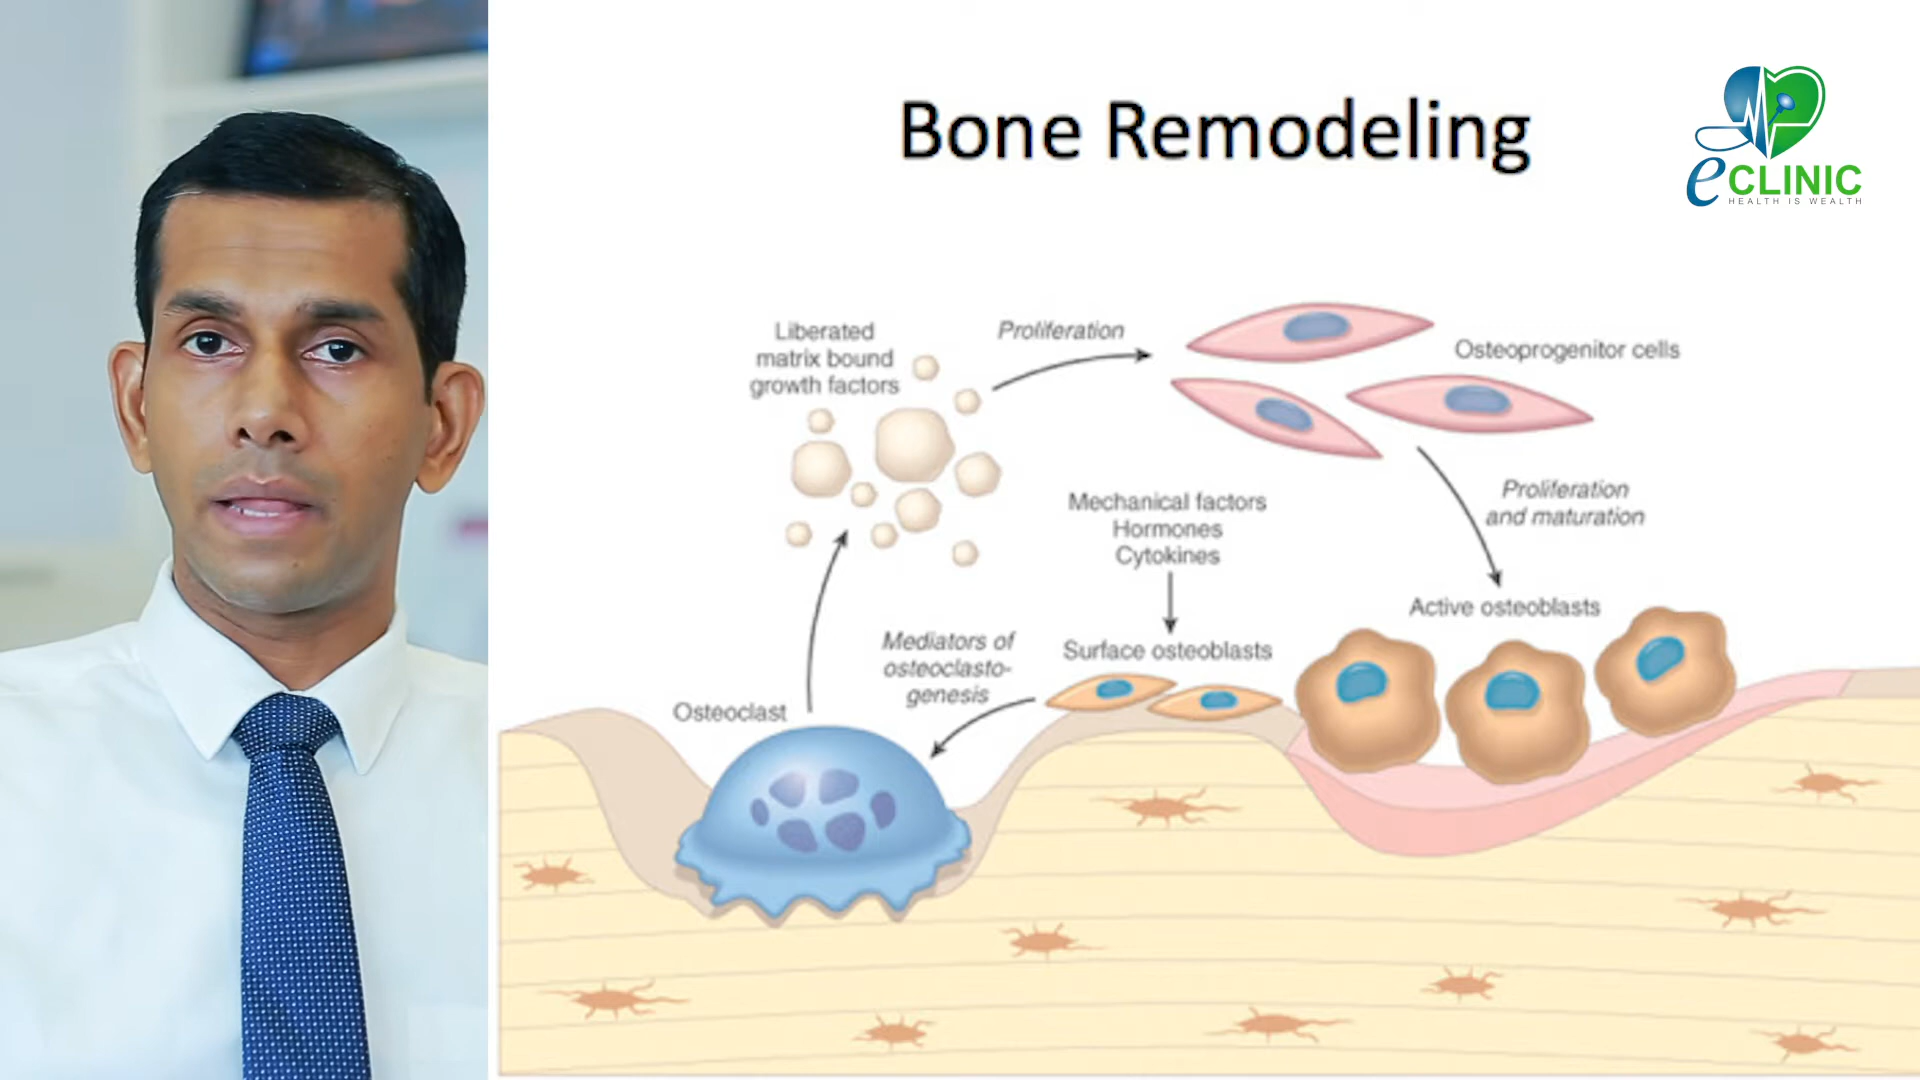 Bone Remodeling
e CLINIC
HEALTH IS WEALTH
Liberated
matrix bound
growth factors
Proliferation
Osteoprogenitor cells
Proliferation
and maturation
Mechanical factors
Hormones
Cytokines
Active osteoblasts
Mediators of
osteoclasto-
genesis
Surface osteoblasts
Osteoclast